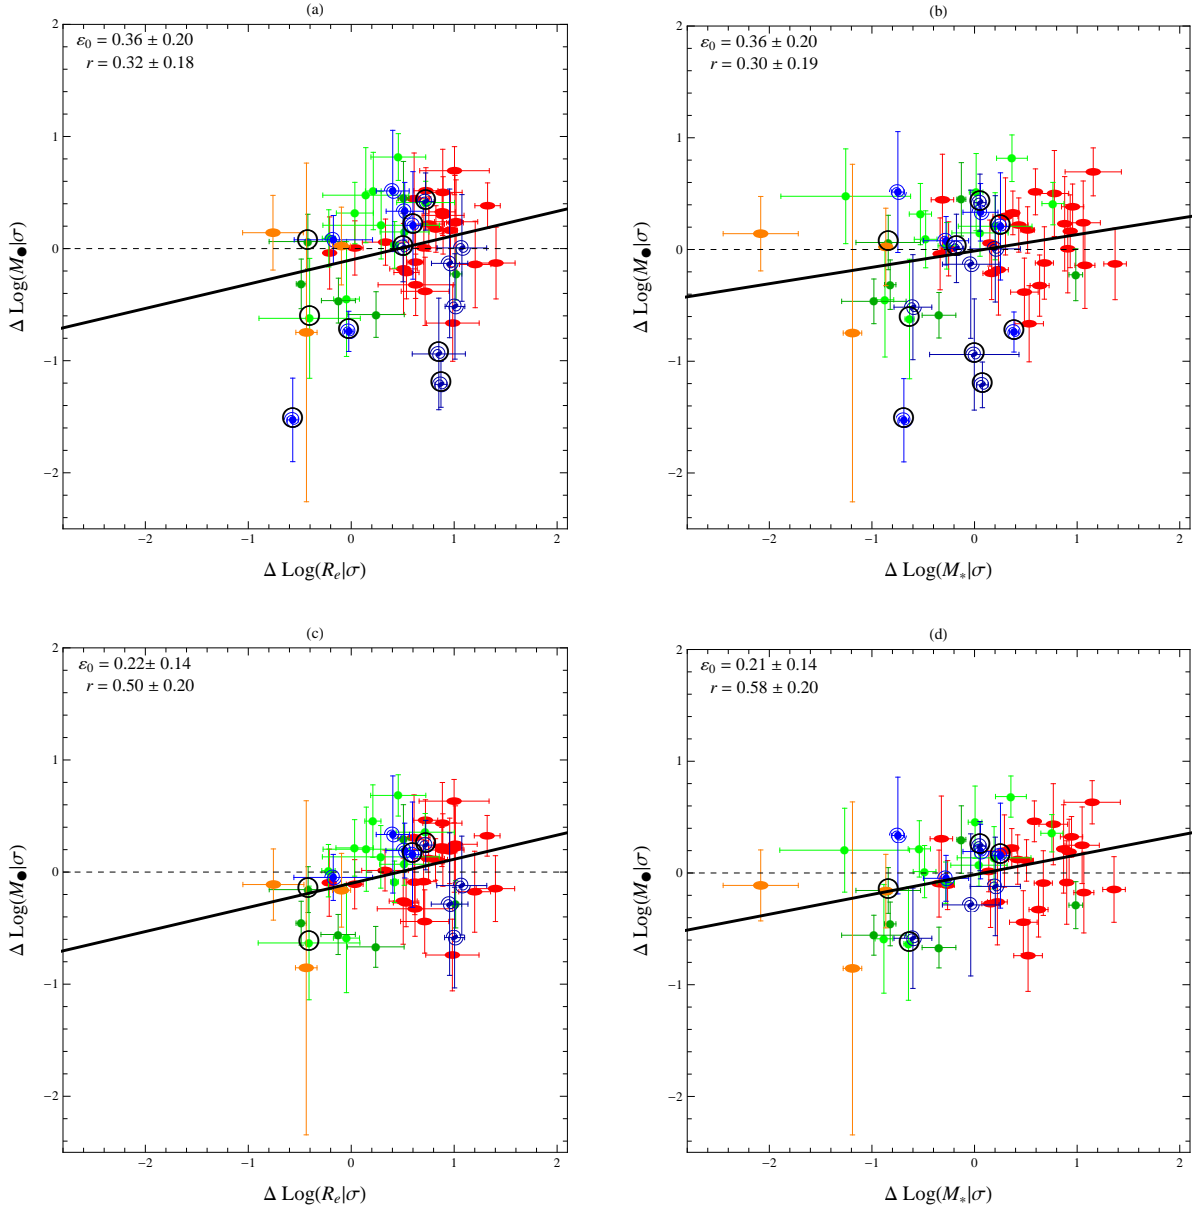 (a)
ε0 = 0.36 ± 0.20
r = 0.32 ± 0.18
2
1
0
−1
−2
Δ Log(M●|σ)
−2 −1 0 1 2
Δ Log(Re|σ)
(b)
ε0 = 0.36 ± 0.20
r = 0.30 ± 0.19
2
1
0
−1
−2
Δ Log(M●|σ)
−2 −1 0 1 2
Δ Log(M*|σ)
(c)
ε0 = 0.22± 0.14
r = 0.50 ± 0.20
2
1
0
−1
−2
Δ Log(M●|σ)
−2 −1 0 1 2
Δ Log(Re|σ)
(d)
ε0 = 0.21 ± 0.14
r = 0.58 ± 0.20
2
1
0
−1
−2
Δ Log(M●|σ)
−2 −1 0 1 2
Δ Log(M*|σ)